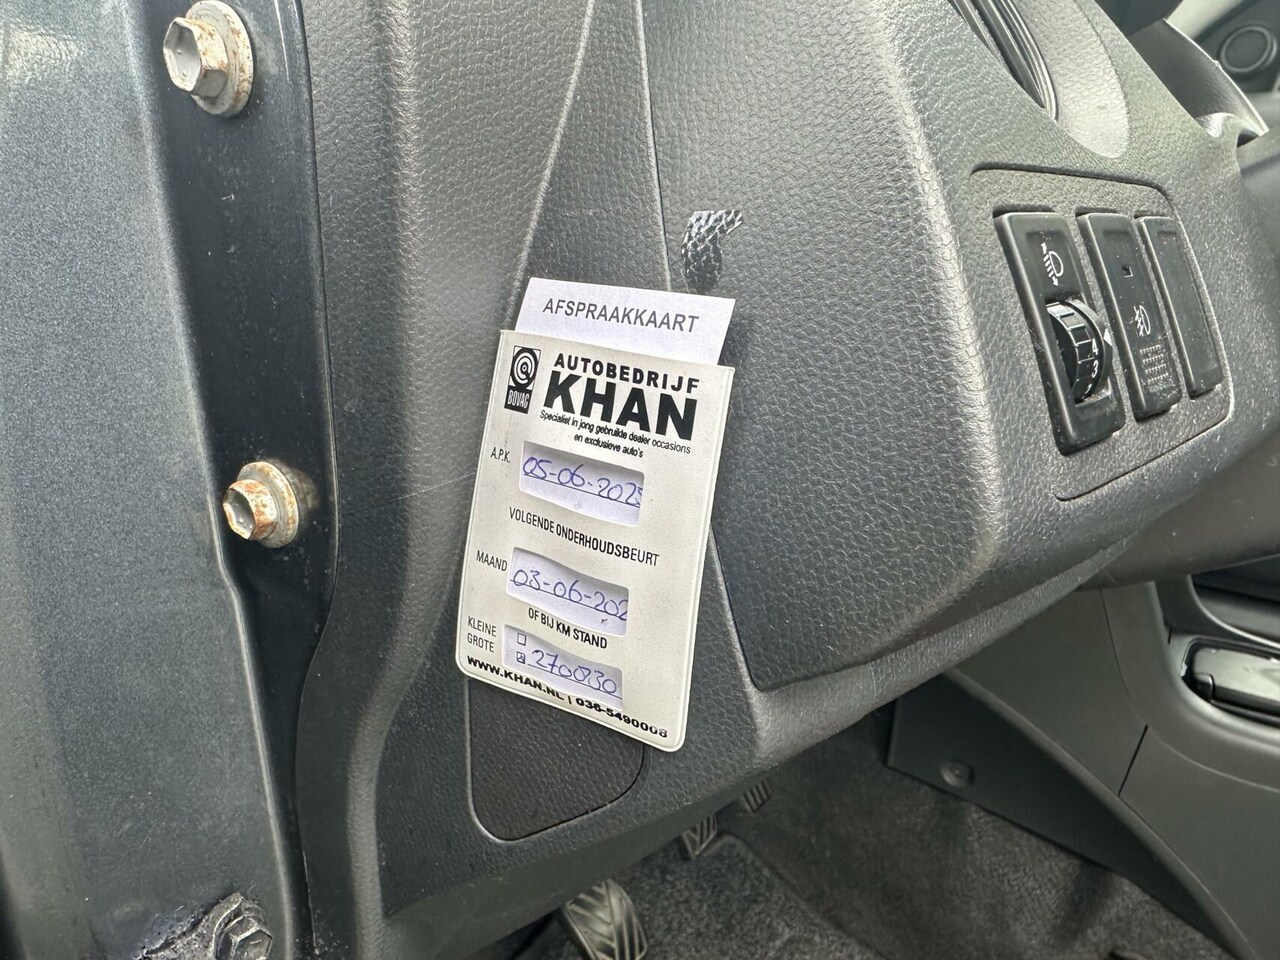 AFSPRAAKKAART
BOVAG
AUTOBEDRIJF
KHAN
Specialist in jong gebruikte dealer occasions
en exclusieve auto's
A.P.K.
05-06-2025
VOLGENDE ONDERHOUDSBEURT
MAAND
03-06-202
OF BIJ KM STAND
KLEINE
GROTE
270830
WWW.KHAN.NL | 036-5490008